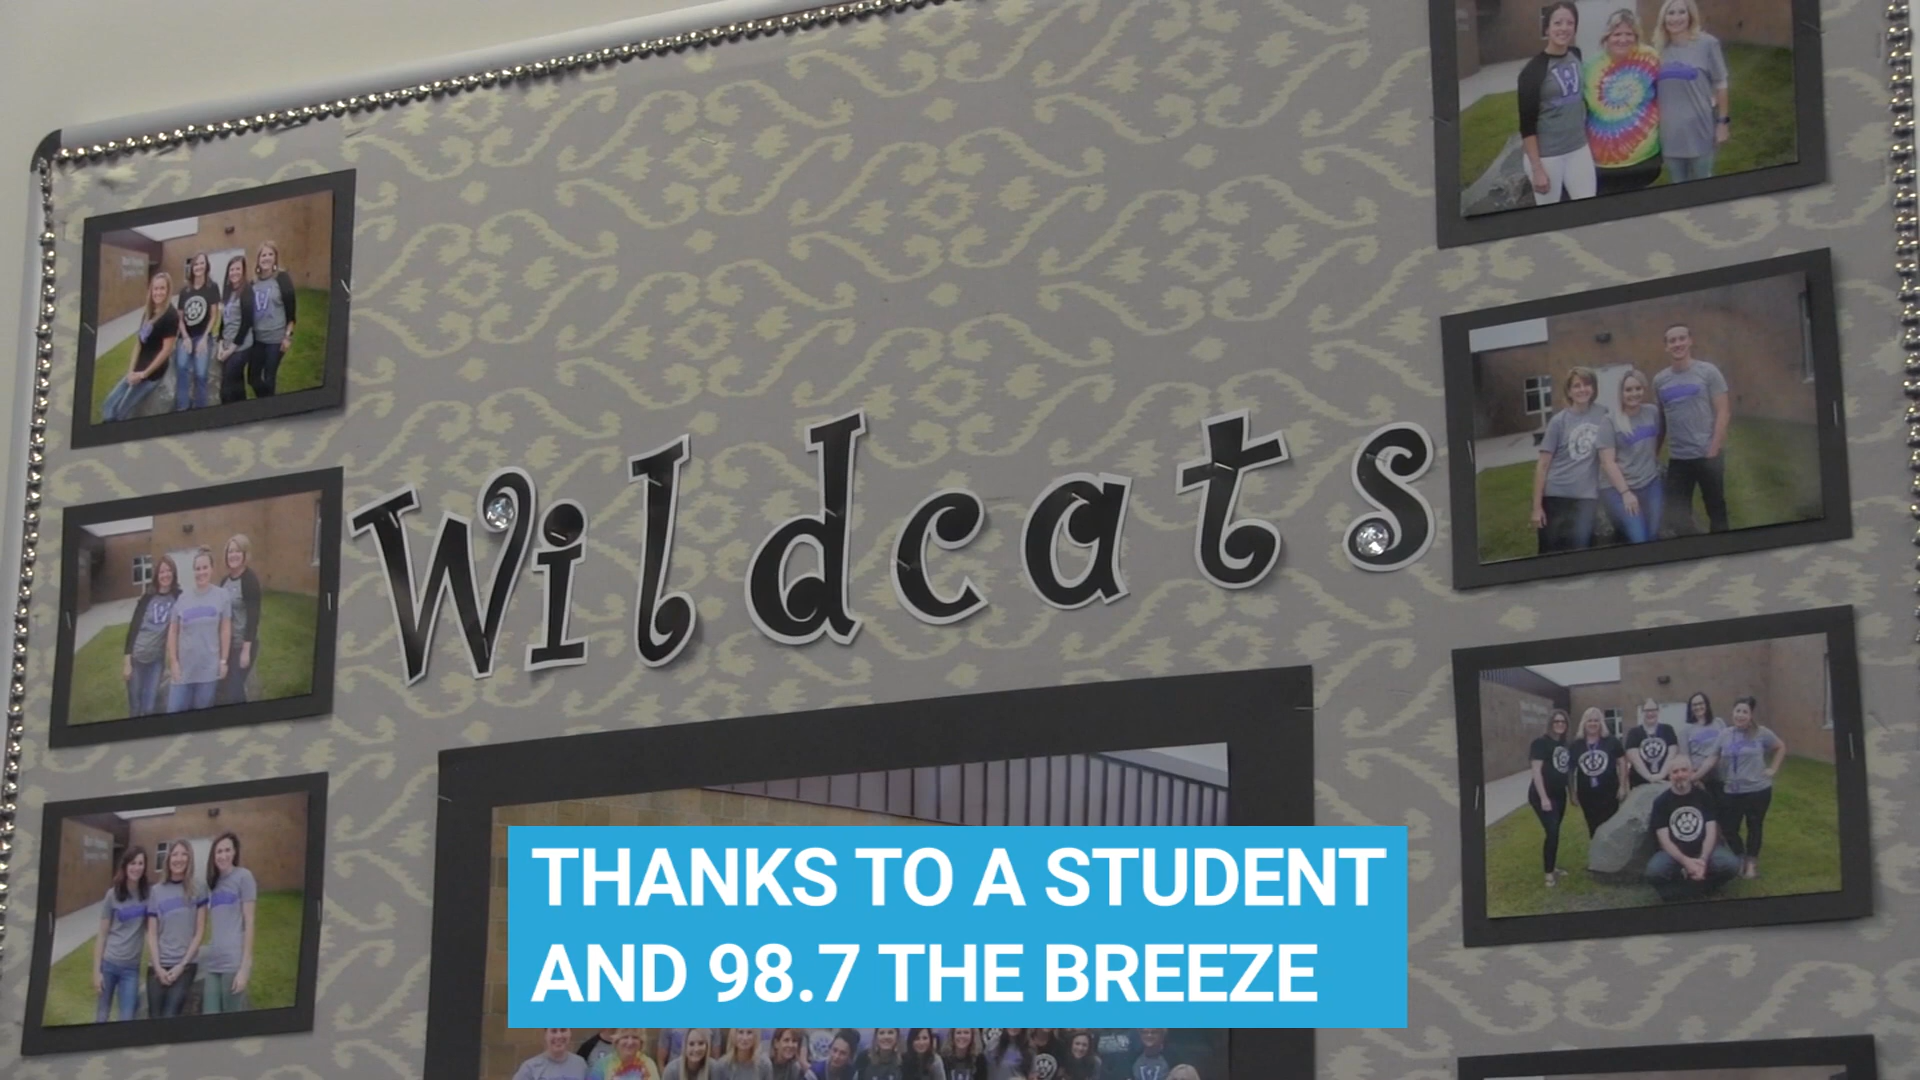 Wildcats
THANKS TO A STUDENT
AND 98.7 THE BREEZE